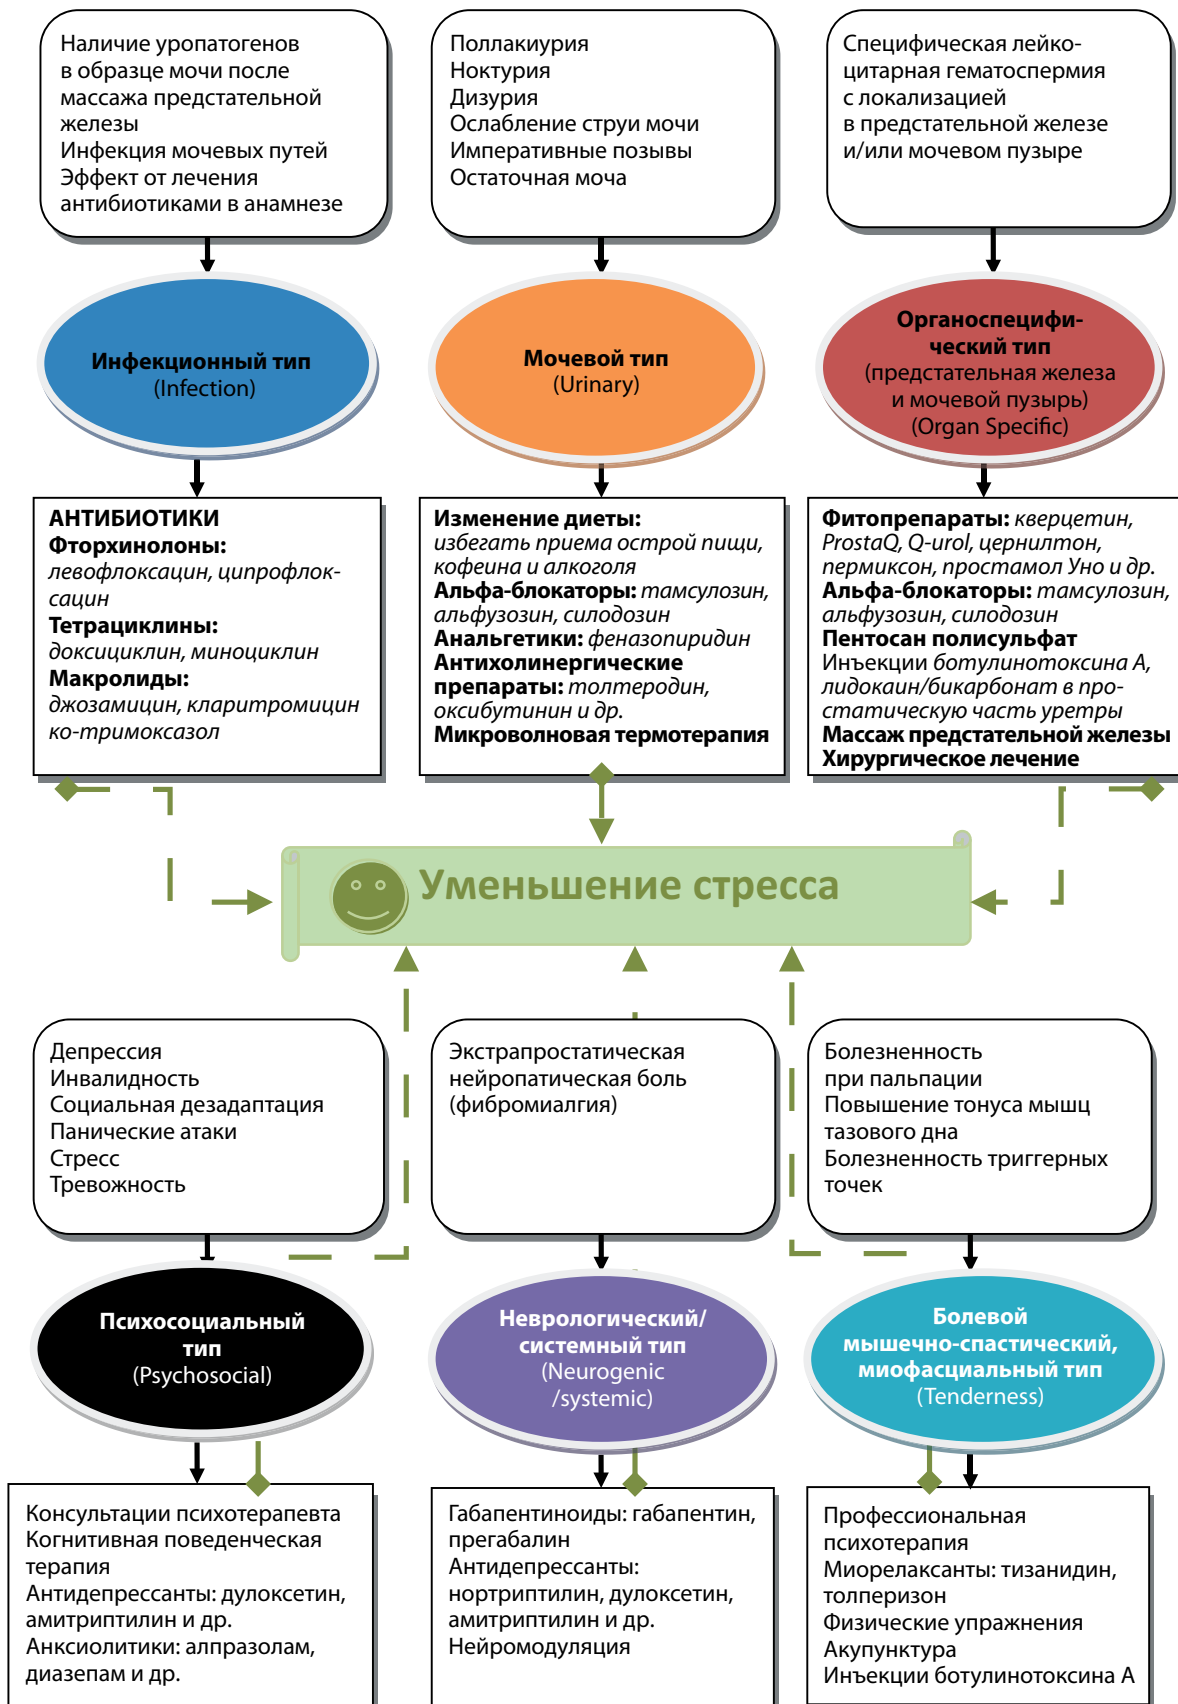 Наличие уропатогенов
в образце мочи после
массажа предстательной
железы
Инфекция мочевых путей
Эффект от лечения
антибиотиками в анамнезе
Поллакиурия
Ноктурия
Дизурия
Ослабление струи мочи
Императивные позывы
Остаточная моча
Специфическая лейко-
цитарная гематоспермия
с локализацией
в предстательной железе
и/или мочевом пузыре
Инфекционный тип
(Infection)
Мочевой тип
(Urinary)
Органоспецифи-
ческий тип
(предстательная железа
и мочевой пузырь)
(Organ Specific)
АНТИБИОТИКИ
Фторхинолоны:
левофлоксацин, ципрофлок-
сацин
Тетрациклины:
доксициклин, миноциклин
Макролиды:
джозамицин, кларитромицин
ко-тримоксазол
Изменение диеты:
избегать приема острой пищи,
кофеина и алкоголя
Альфа-блокаторы: тамсулозин,
альфузозин, силодозин
Анальгетики: феназопиридин
Антихолинергические
препараты: толтеродин,
оксибутинин и др.
Микроволновая термотерапия
Фитопрепараты: кверцетин,
ProstaQ, Q-urol, цернилтон,
пермиксон, простамол Уно и др.
Альфа-блокаторы: тамсулозин,
альфузозин, силодозин
Пентосан полисульфат
Инъекции ботулинотоксина А,
лидокаин/бикарбонат в про-
статическую часть уретры
Массаж предстательной железы
Хирургическое лечение
Уменьшение стресса
Депрессия
Инвалидность
Социальная дезадаптация
Панические атаки
Стресс
Тревожность
Экстрапростатическая
нейропатическая боль
(фибромиалгия)
Болезненность
при пальпации
Повышение тонуса мышц
тазового дна
Болезненность триггерных
точек
Психосоциальный
тип
(Psychosocial)
Неврологический/
системный тип
(Neurogenic
/systemic)
Болевой
мышечно-спастический,
миофасциальный тип
(Tenderness)
Консультации психотерапевта
Когнитивная поведенческая
терапия
Антидепрессанты: дулоксетин,
амитриптилин и др.
Анксиолитики: алпразолам,
диазепам и др.
Габапентиноиды: габапентин,
прегабалин
Антидепрессанты:
нортриптилин, дулоксетин,
амитриптилин и др.
Нейромодуляция
Профессиональная
психотерапия
Миорелаксанты: тизанидин,
толперизон
Физические упражнения
Акупунктура
Инъекции ботулинотоксина А